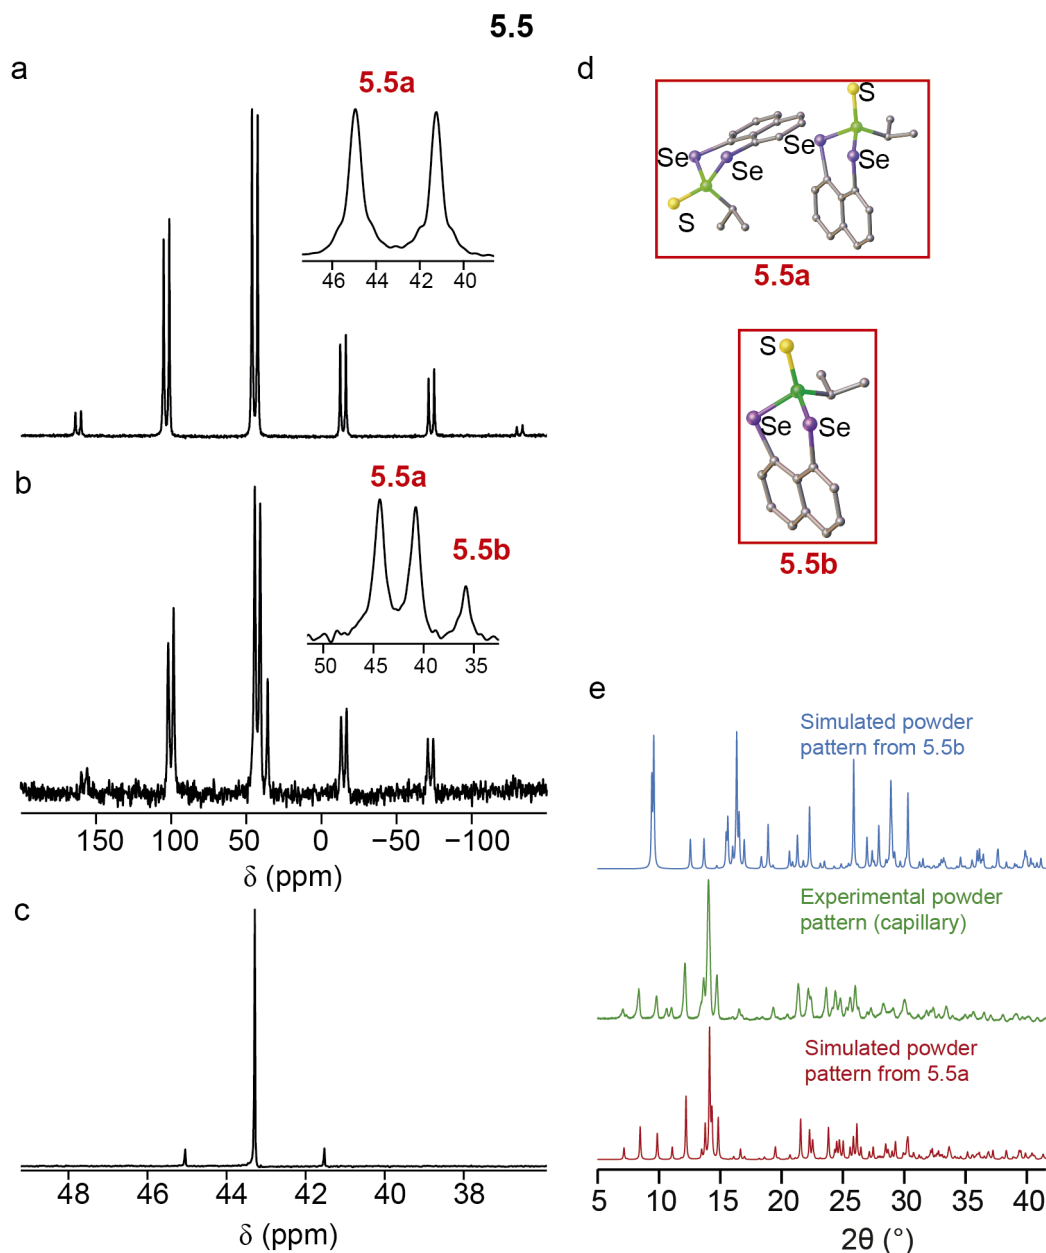 5.5
a
5.5a
46 44 42 40
b
5.5a
5.5b
50 45 40 35
150 100 50 0 −50 −100
δ (ppm)
c
48 46 44 42 40 38
δ (ppm)
d
S
Se
Se
Se
Se
S
5.5a
S
Se
Se
5.5b
e
Simulated powder
pattern from 5.5b
Experimental powder
pattern (capillary)
Simulated powder
pattern from 5.5a
5 10 15 20 25 30 35 40
2θ (°)